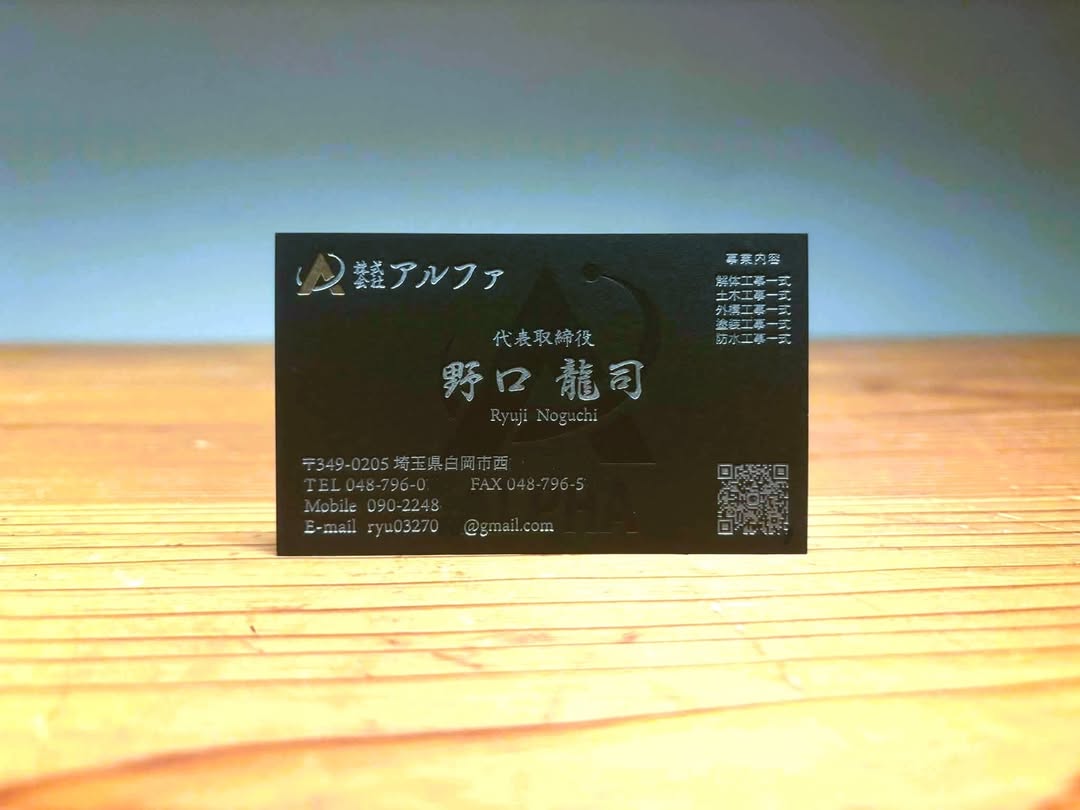 株式会社アルファ
事業内容
解体工事一式
土木工事一式
外構工事一式
塗装工事一式
防水工事一式
代表取締役
野口 龍司
Ryuji Noguchi
〒349-0205 埼玉県白岡市西
TEL 048-796-0 FAX 048-796-5
Mobile 090-2248
E-mail ryu03270 @gmail.com
ALPHA